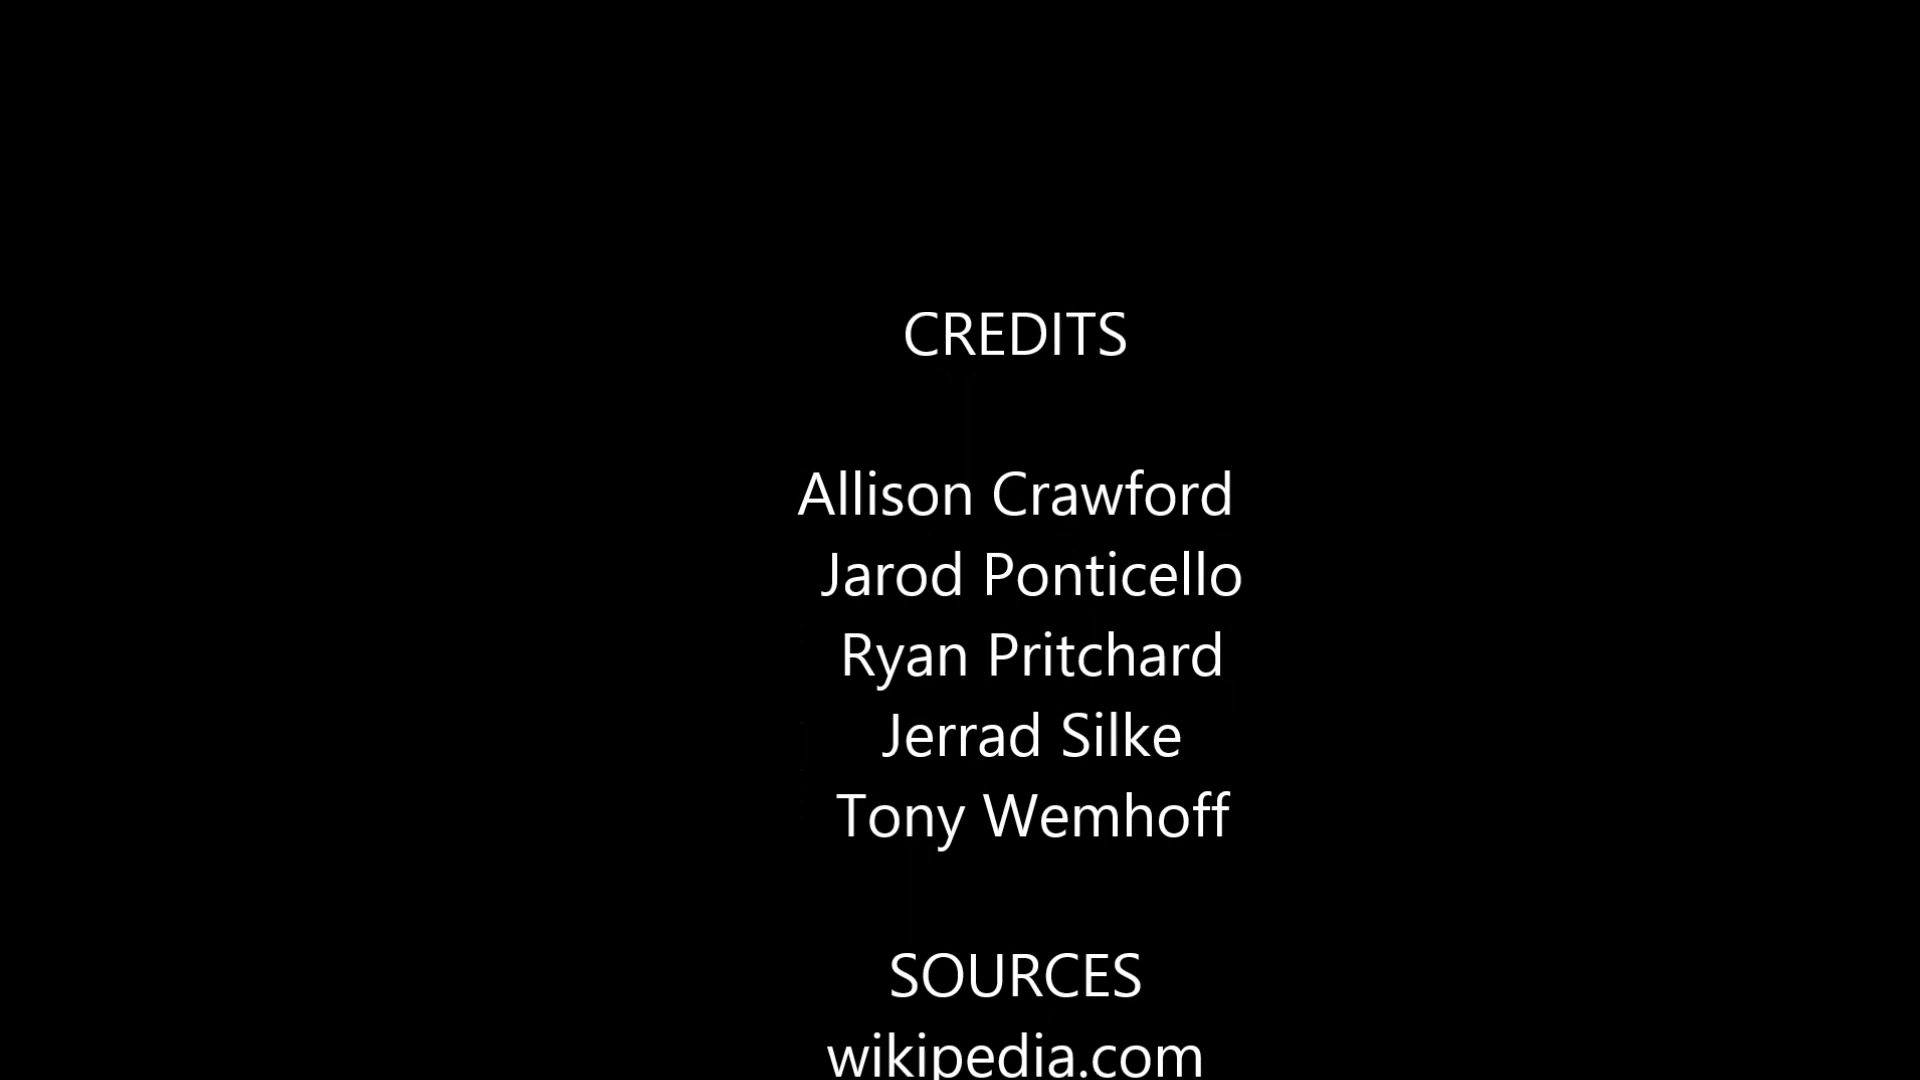 CREDITS
Allison Crawford
Jarod Ponticello
Ryan Pritchard
Jerrad Silke
Tony Wemhoff
SOURCES
wikipedia.com